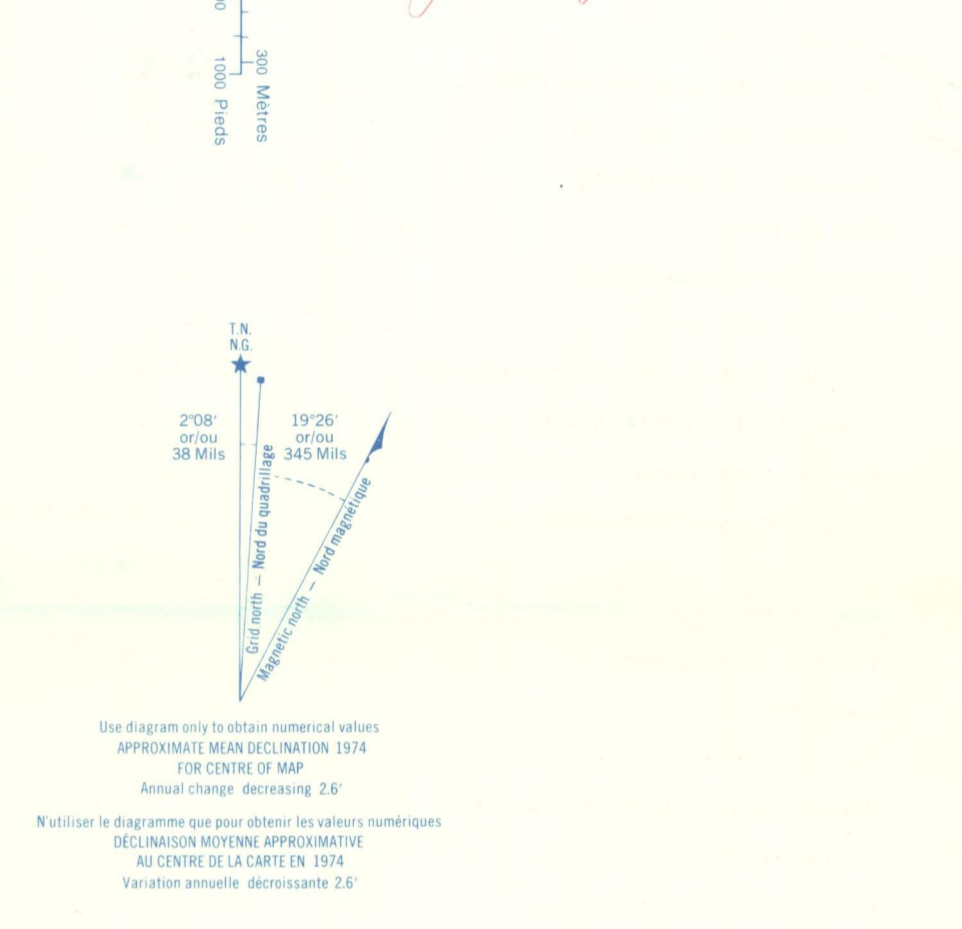 300 Mètres
1000 Pieds
T.N.
N.G.
2°08'
or/ou
38 Mils
19°26'
or/ou
345 Mils
Grid north – Nord du quadrillage
Magnetic north – Nord magnétique
Use diagram only to obtain numerical values
APPROXIMATE MEAN DECLINATION 1974
FOR CENTRE OF MAP
Annual change decreasing 2.6'
N'utiliser le diagramme que pour obtenir les valeurs numériques
DÉCLINAISON MOYENNE APPROXIMATIVE
AU CENTRE DE LA CARTE EN 1974
Variation annuelle décroissante 2.6'